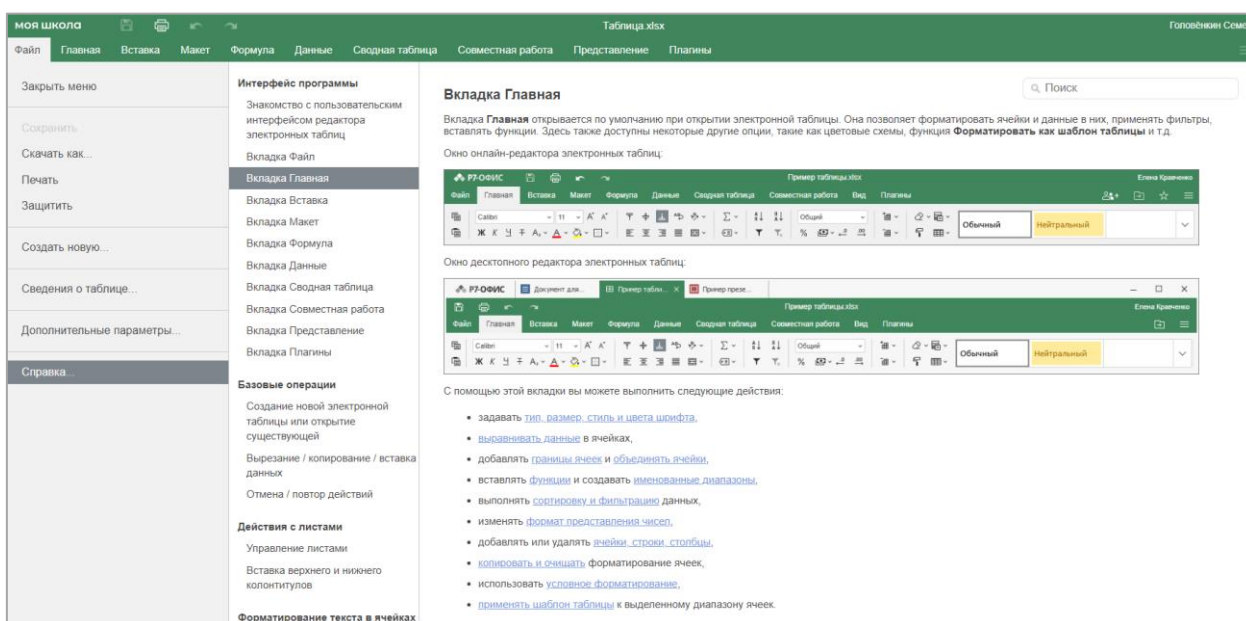 моя школа
Таблица.xlsx
Головёнкин Семе
Файл Главная Вставка Макет Формула Данные Сводная таблица Совместная работа Представление Плагины
Закрыть меню
Сохранить
Скачать как...
Печать
Защитить
Создать новую...
Сведения о таблице...
Дополнительные параметры...
Справка...
Интерфейс программы
Знакомство с пользовательским
интерфейсом редактора
электронных таблиц
Вкладка Файл
Вкладка Главная
Вкладка Вставка
Вкладка Макет
Вкладка Формула
Вкладка Данные
Вкладка Сводная таблица
Вкладка Совместная работа
Вкладка Представление
Вкладка Плагины
Базовые операции
Создание новой электронной
таблицы или открытие
существующей
Вырезание / копирование / вставка
данных
Отмена / повтор действий
Действия с листами
Управление листами
Вставка верхнего и нижнего
колонтитулов
Форматирование текста в ячейках
Поиск
Вкладка Главная
Вкладка Главная открывается по умолчанию при открытии электронной таблицы. Она позволяет форматировать ячейки и данные в них, применять фильтры,
вставлять функции. Здесь также доступны некоторые другие опции, такие как цветовые схемы, функция Форматировать как шаблон таблицы и т.д.
Окно онлайн-редактора электронных таблиц:
Р7-ОФИС Пример таблицы.xlsx Елена Кравченко
Файл Главная Вставка Макет Формула Данные Сводная таблица Совместная работа Вид Плагины
Calibri 11 Общий
Ж К Ч Обычный Нейтральный
Окно десктопного редактора электронных таблиц:
Р7-ОФИС Документ для... Пример табли... Пример презе...
Пример таблицы.xlsx Елена Кравченко
Файл Главная Вставка Макет Формула Данные Сводная таблица Совместная работа Вид Плагины
Calibri 11 Общий
Ж К Ч Обычный Нейтральный
С помощью этой вкладки вы можете выполнить следующие действия:
• задавать тип, размер, стиль и цвета шрифта,
• выравнивать данные в ячейках,
• добавлять границы ячеек и объединять ячейки,
• вставлять функции и создавать именованные диапазоны,
• выполнять сортировку и фильтрацию данных,
• изменять формат представления чисел,
• добавлять или удалять ячейки, строки, столбцы,
• копировать и очищать форматирование ячеек,
• использовать условное форматирование,
• применять шаблон таблицы к выделенному диапазону ячеек.